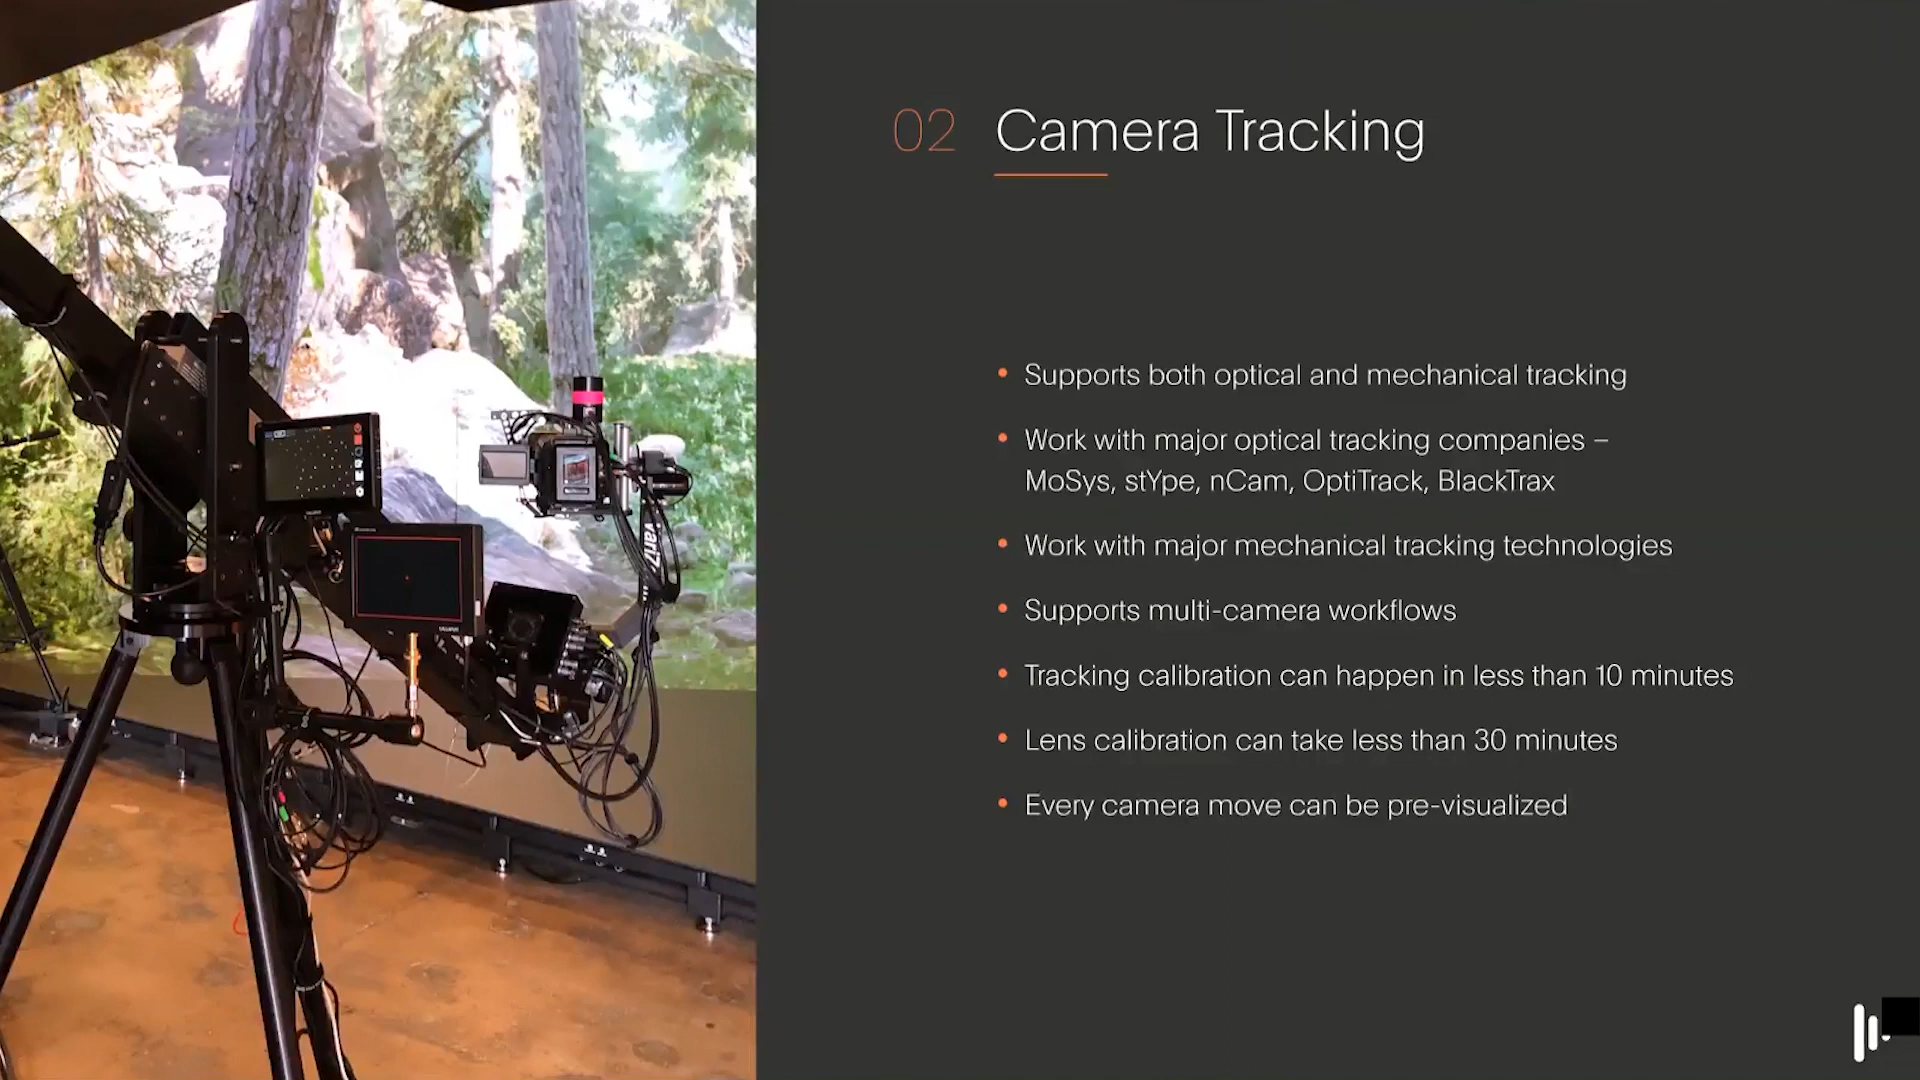 02 Camera Tracking
• Supports both optical and mechanical tracking
• Work with major optical tracking companies –
MoSys, stYpe, nCam, OptiTrack, BlackTrax
• Work with major mechanical tracking technologies
• Supports multi-camera workflows
• Tracking calibration can happen in less than 10 minutes
• Lens calibration can take less than 30 minutes
• Every camera move can be pre-visualized